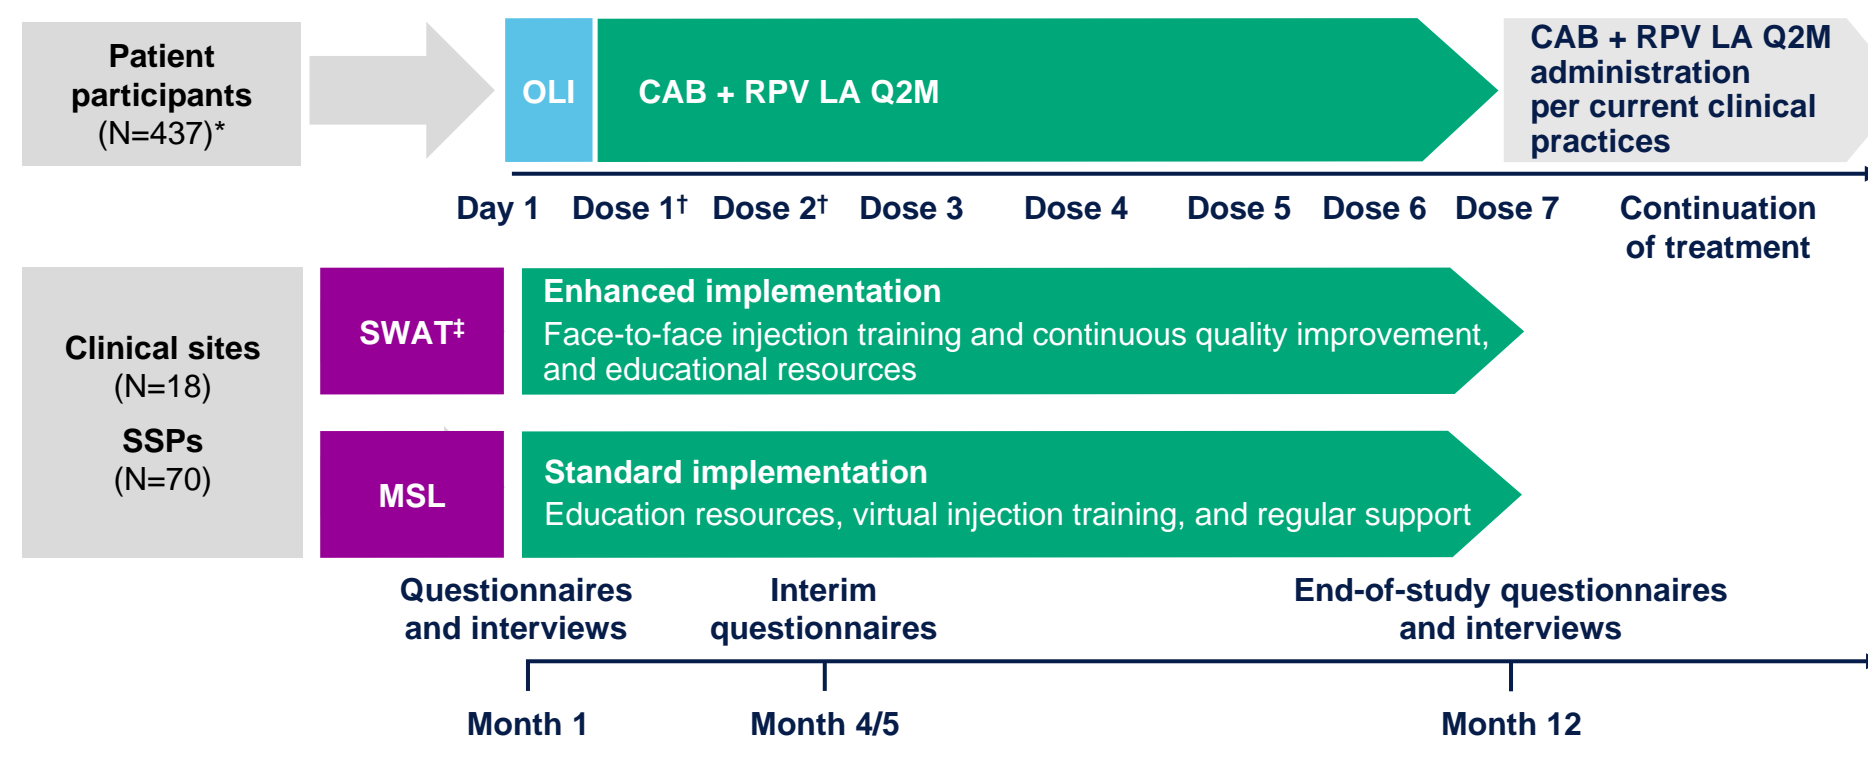 Patient
participants
(N=437)*
OLI
CAB + RPV LA Q2M
CAB + RPV LA Q2M
administration
per current clinical
practices
Day 1
Dose 1†
Dose 2†
Dose 3
Dose 4
Dose 5
Dose 6
Dose 7
Continuation
of treatment
Clinical sites
(N=18)
SSPs
(N=70)
SWAT‡
Enhanced implementation
Face-to-face injection training and continuous quality improvement,
and educational resources
MSL
Standard implementation
Education resources, virtual injection training, and regular support
Questionnaires
and interviews
Interim
questionnaires
End-of-study questionnaires
and interviews
Month 1
Month 4/5
Month 12